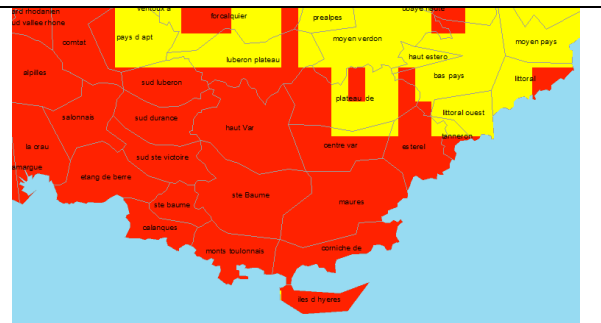 ard rhodamien
ventoux a
forcalquier
prealpes
ubaye haute
ud vallee rhone
comtat
pays d apt
moyen verdon
moyen pays
luberon plateau
haut estero
alpilles
sud luberon
bas pays
littoral
plateau de
salonnais
sud durance
haut Var
littoral ouest
tanneron
la crau
sud ste victoire
centre var
esterel
amargue
etang de berre
ste Baume
ste baume
maures
calanques
monts toulonnais
corniche de
iles d hyeres